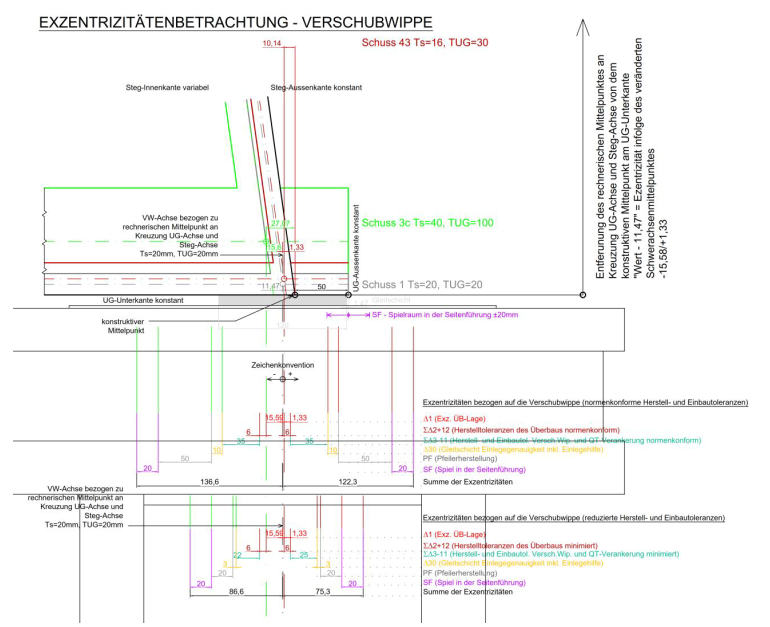 EXZENTRIZITÄTENBETRACHTUNG - VERSCHUBWIPPE
10,14
Schuss 43 Ts=16, TUG=30
Steg-Innenkante variabel
Steg-Aussenkante konstant
Entferunung des rechnerischen Mittelpunktes an
Kreuzung UG-Achse und Steg-Achse von dem
konstruktiven Mittelpunkt am UG-Unterkante
"Wert - 11,47" = Ezentrizität infolge des veränderten
Schwerachsenmittelpunktes
-15,58/+1,33
VW-Achse bezogen zu
rechnerischen Mittelpunkt an
Kreuzung UG-Achse und
Steg-Achse
Ts=20mm, TUG=20mm
27,07
Schuss 3c Ts=40, TUG=100
15,6
1,33
UG-Aussenkante konstant
11,47
50
Schuss 1 Ts=20, TUG=20
UG-Unterkante konstant
Gleitschicht
SF - Spielraum in der Seitenführung ±20mm
konstruktiver
Mittelpunkt
Zeichenkonvention
- +
Exzentrizitäten bezogen auf die Verschubwippe (normenkonforme Herstell- und Einbautoleranzen)
15,59
1,33
Δ1 (Exz. ÜB-Lage)
6
6
ΣΔ2+12 (Herstelltoleranzen des Überbaus normenkonform)
35
35
ΣΔ3-11 (Herstell- und Einbautol. Versch.Wip. und QT-Verankerung normenkonform)
10
10
Δ30 (Gleitschicht Einlegegenauigkeit inkl. Einlegehilfe)
50
50
PF (Pfeilerherstellung)
20
20
SF (Spiel in der Seitenführung)
136,6
122,3
Summe der Exzentrizitäten
VW-Achse bezogen zu
rechnerischen Mittelpunkt an
Kreuzung UG-Achse und
Steg-Achse
Ts=20mm, TUG=20mm
Exzentrizitäten bezogen auf die Verschubwippe (reduzierte Herstell- und Einbautoleranzen)
15,59
1,33
Δ1 (Exz. ÜB-Lage)
6
6
ΣΔ2+12 (Herstelltoleranzen des Überbaus minimiert)
22
25
ΣΔ3-11 (Herstell- und Einbautol. Versch.Wip. und QT-Verankerung minimiert)
3
3
Δ30 (Gleitschicht Einlegegenauigkeit inkl. Einlegehilfe)
20
20
PF (Pfeilerherstellung)
20
20
SF (Spiel in der Seitenführung)
86,6
75,3
Summe der Exzentrizitäten